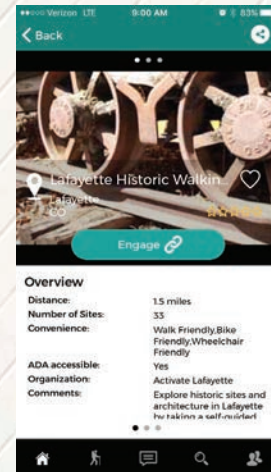 Verizon LTE 9:00 AM 83%
Back
Lafayette Historic Walkin...
Lafayette
CO
Engage
Overview
Distance: 1.5 miles
Number of Sites: 33
Convenience: Walk Friendly,Bike
Friendly,Wheelchair
Friendly
ADA accessible: Yes
Organization: Activate Lafayette
Comments: Explore historic sites and
architecture in Lafayette
by taking a self-guided